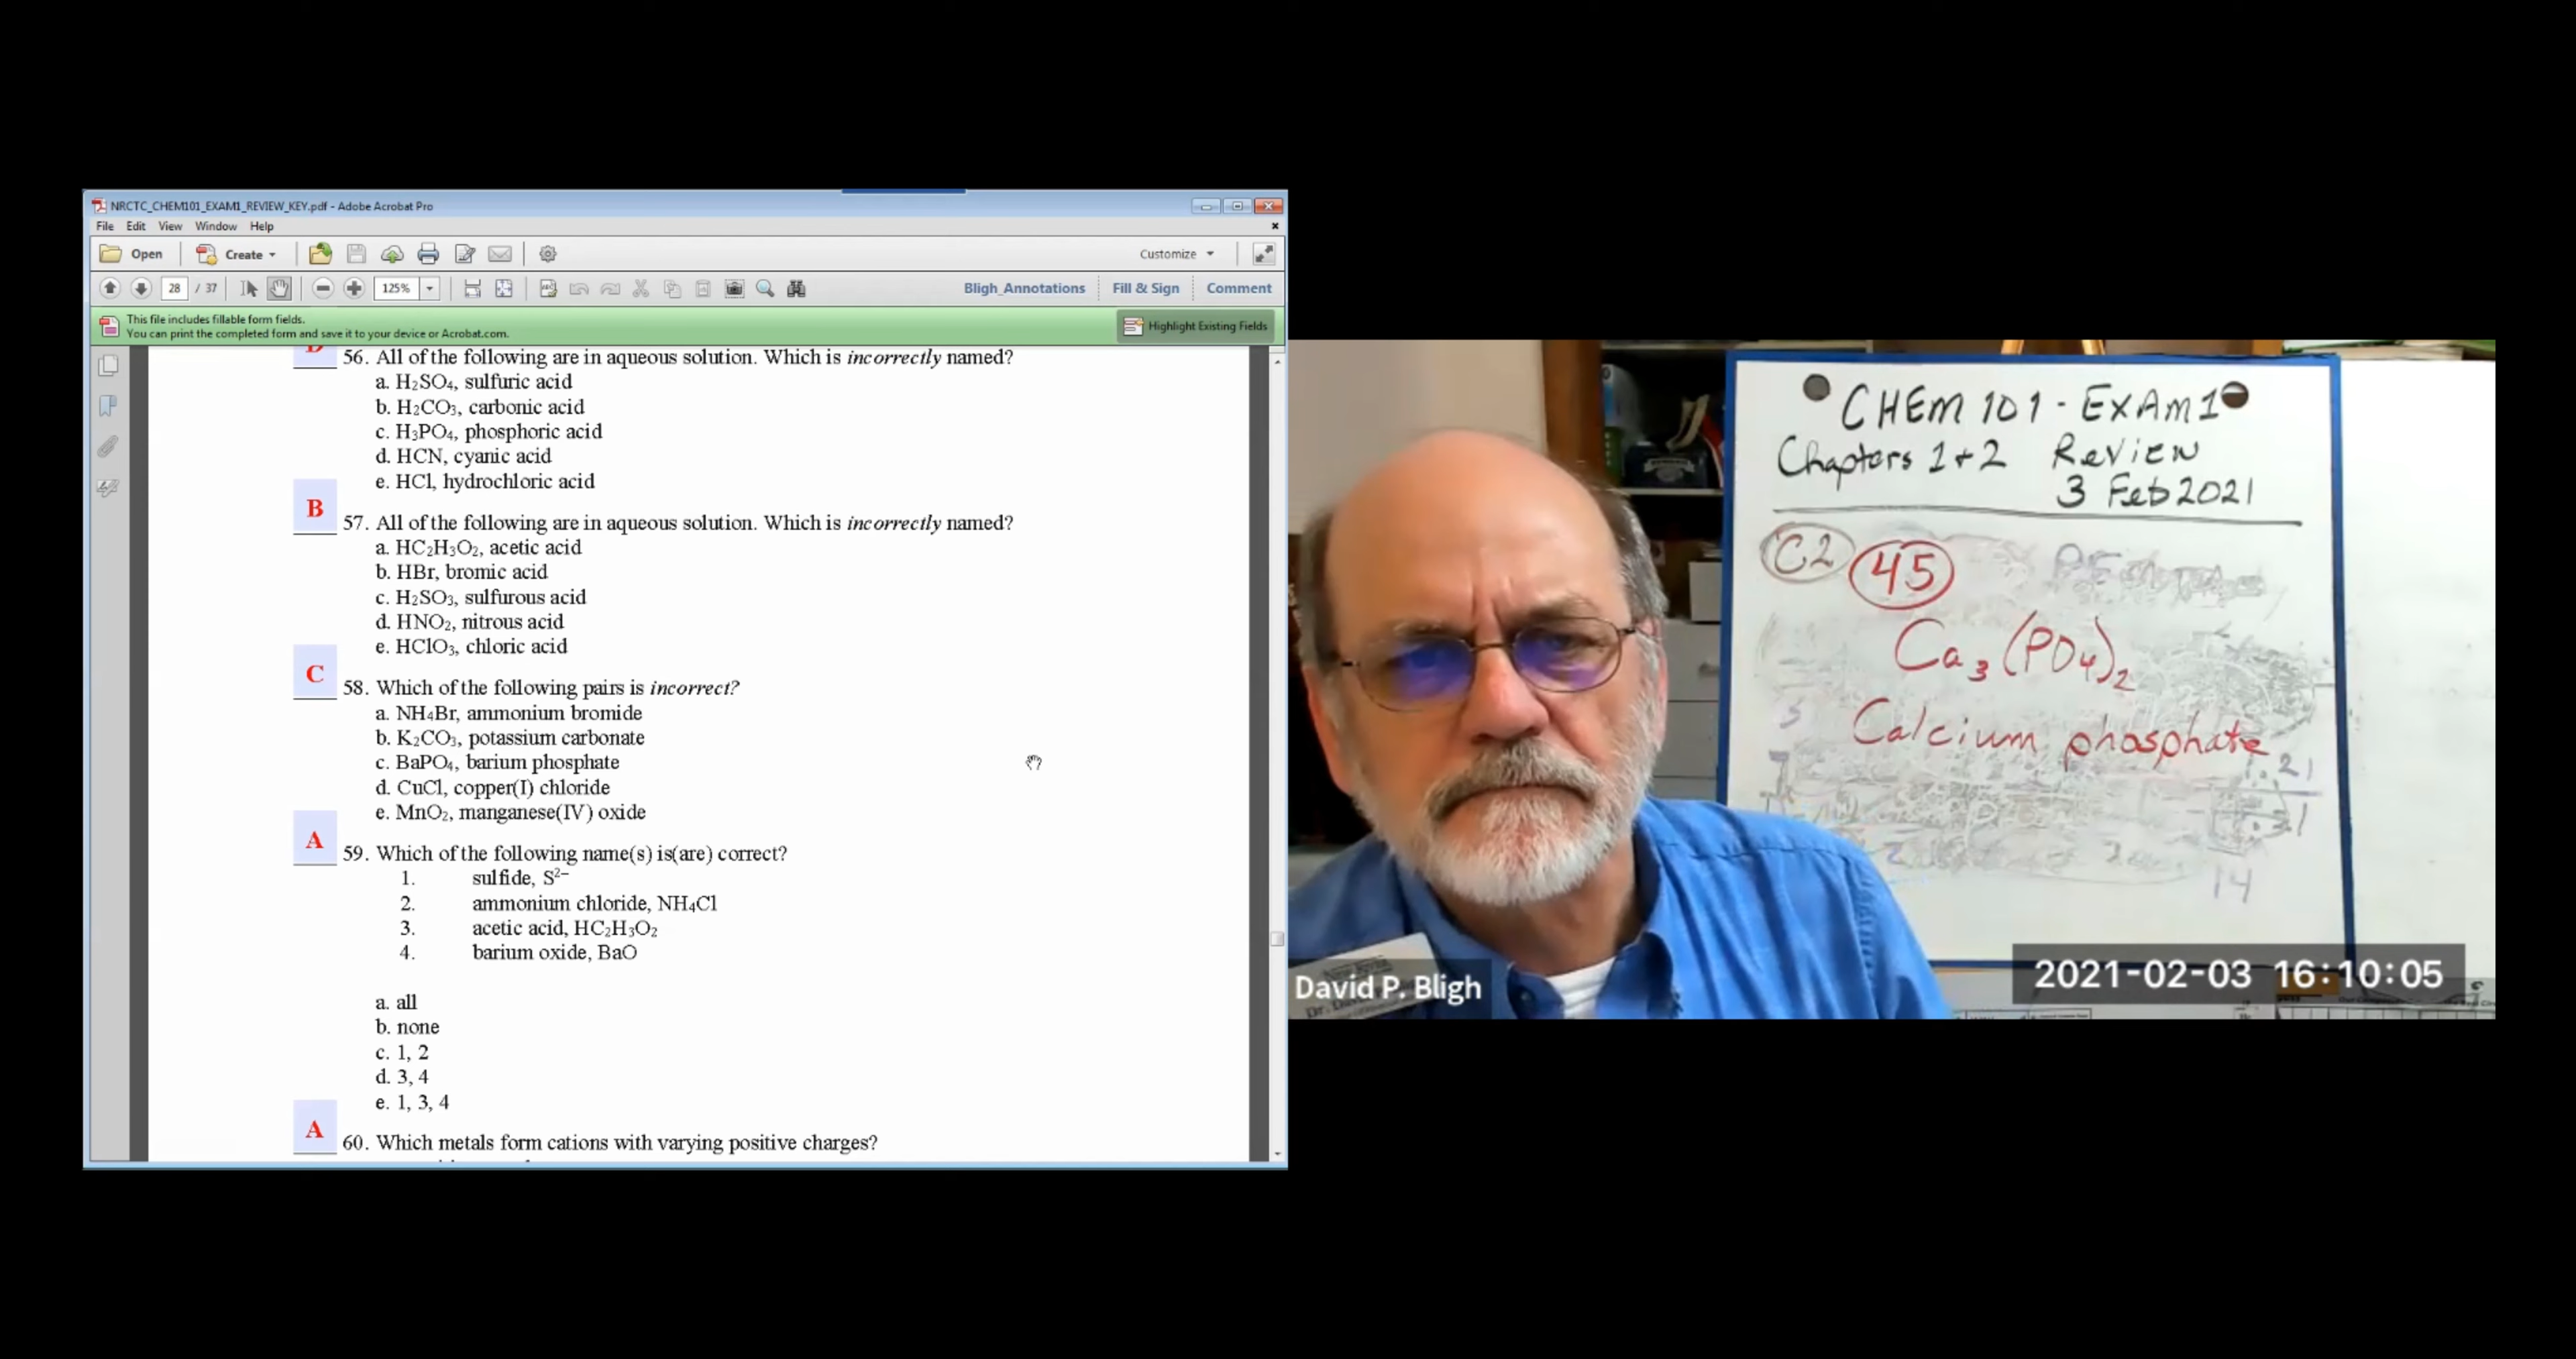 NRCTC_CHEM101_EXAM1_REVIEW_KEY.pdf - Adobe Acrobat Pro
File Edit View Window Help
Open Create Customize
28 / 37 125% Bligh_Annotations Fill & Sign Comment
This file includes fillable form fields.
You can print the completed form and save it to your device or Acrobat.com.
Highlight Existing Fields
D 56. All of the following are in aqueous solution. Which is incorrectly named?
a. H₂SO₄, sulfuric acid
b. H₂CO₃, carbonic acid
c. H₃PO₄, phosphoric acid
d. HCN, cyanic acid
e. HCl, hydrochloric acid
B 57. All of the following are in aqueous solution. Which is incorrectly named?
a. HC₂H₃O₂, acetic acid
b. HBr, bromic acid
c. H₂SO₃, sulfurous acid
d. HNO₂, nitrous acid
e. HClO₃, chloric acid
C 58. Which of the following pairs is incorrect?
a. NH₄Br, ammonium bromide
b. K₂CO₃, potassium carbonate
c. BaPO₄, barium phosphate
d. CuCl, copper(I) chloride
e. MnO₂, manganese(IV) oxide
A 59. Which of the following name(s) is(are) correct?
1. sulfide, S²⁻
2. ammonium chloride, NH₄Cl
3. acetic acid, HC₂H₃O₂
4. barium oxide, BaO
a. all
b. none
c. 1, 2
d. 3, 4
e. 1, 3, 4
A 60. Which metals form cations with varying positive charges?
CHEM 101 - EXAM 1
Chapters 1 + 2 Review
3 Feb 2021
C2 45
Ca₃(PO₄)₂
Calcium phosphate
14
David P. Bligh
2021-02-03 16:10:05